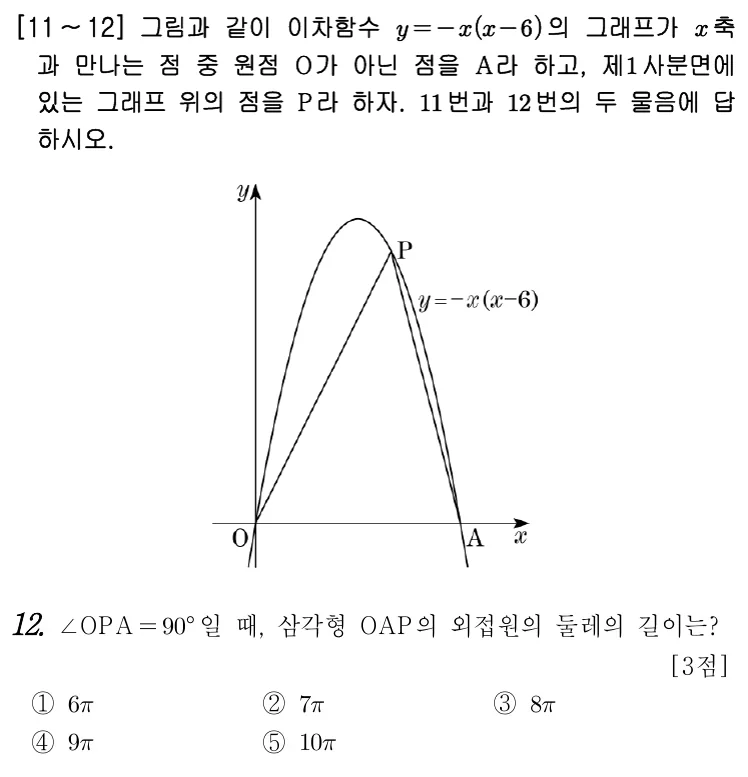 [11 ~ 12] 그림과 같이 이차함수 y=-x(x-6)의 그래프가 x축
과 만나는 점 중 원점 O가 아닌 점을 A라 하고, 제1사분면에
있는 그래프 위의 점을 P라 하자. 11번과 12번의 두 물음에 답
하시오.
y
P
y=-x(x-6)
O
A
x
12. ∠OPA=90°일 때, 삼각형 OAP의 외접원의 둘레의 길이는?
[3점]
① 6π ② 7π ③ 8π
④ 9π ⑤ 10π